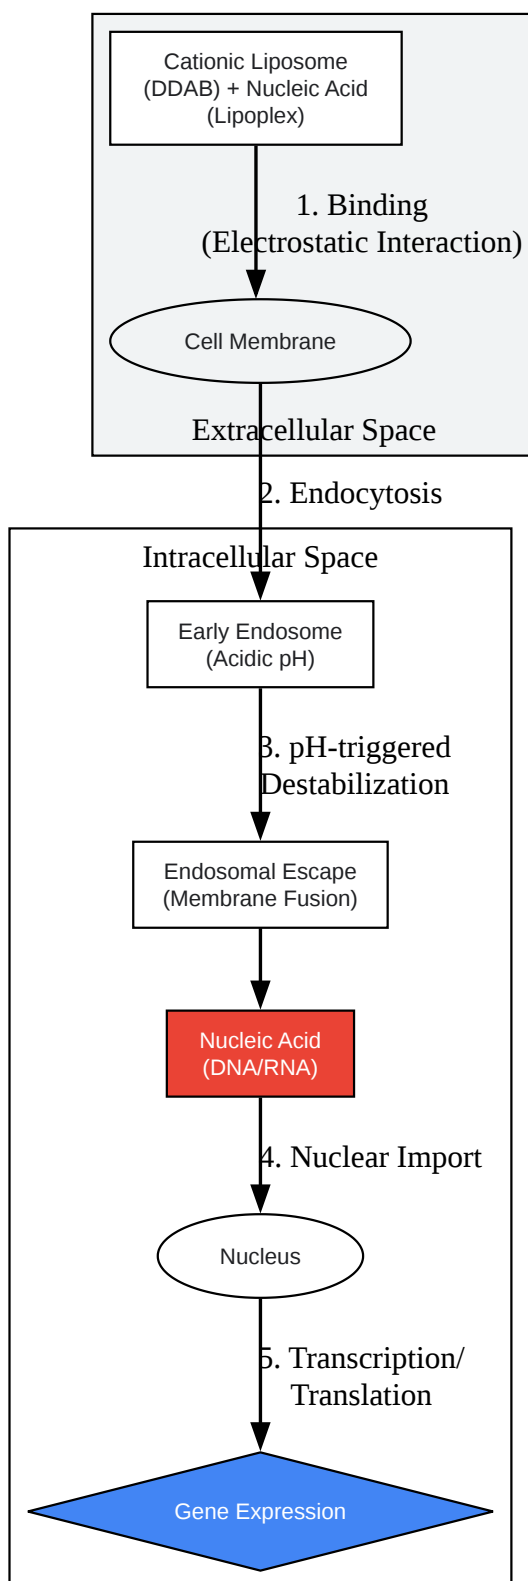 Cationic Liposome
(DDAB) + Nucleic Acid
(Lipoplex)
1. Binding
(Electrostatic Interaction)
Cell Membrane
Extracellular Space
2. Endocytosis
Intracellular Space
Early Endosome
(Acidic pH)
3. pH-triggered
Destabilization
Endosomal Escape
(Membrane Fusion)
Nucleic Acid
(DNA/RNA)
4. Nuclear Import
Nucleus
5. Transcription/
Translation
Gene Expression